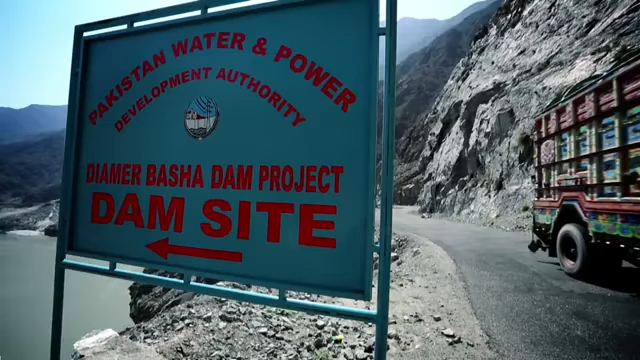 PAKISTAN WATER & POWER
DEVELOPMENT AUTHORITY
DIAMER BASHA DAM PROJECT
DAM SITE